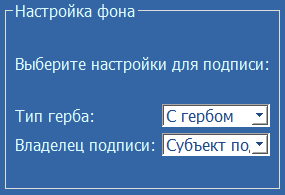 Настройка фона
Выберите настройки для подписи:
Тип герба: С гербом
Владелец подписи: Субъект по